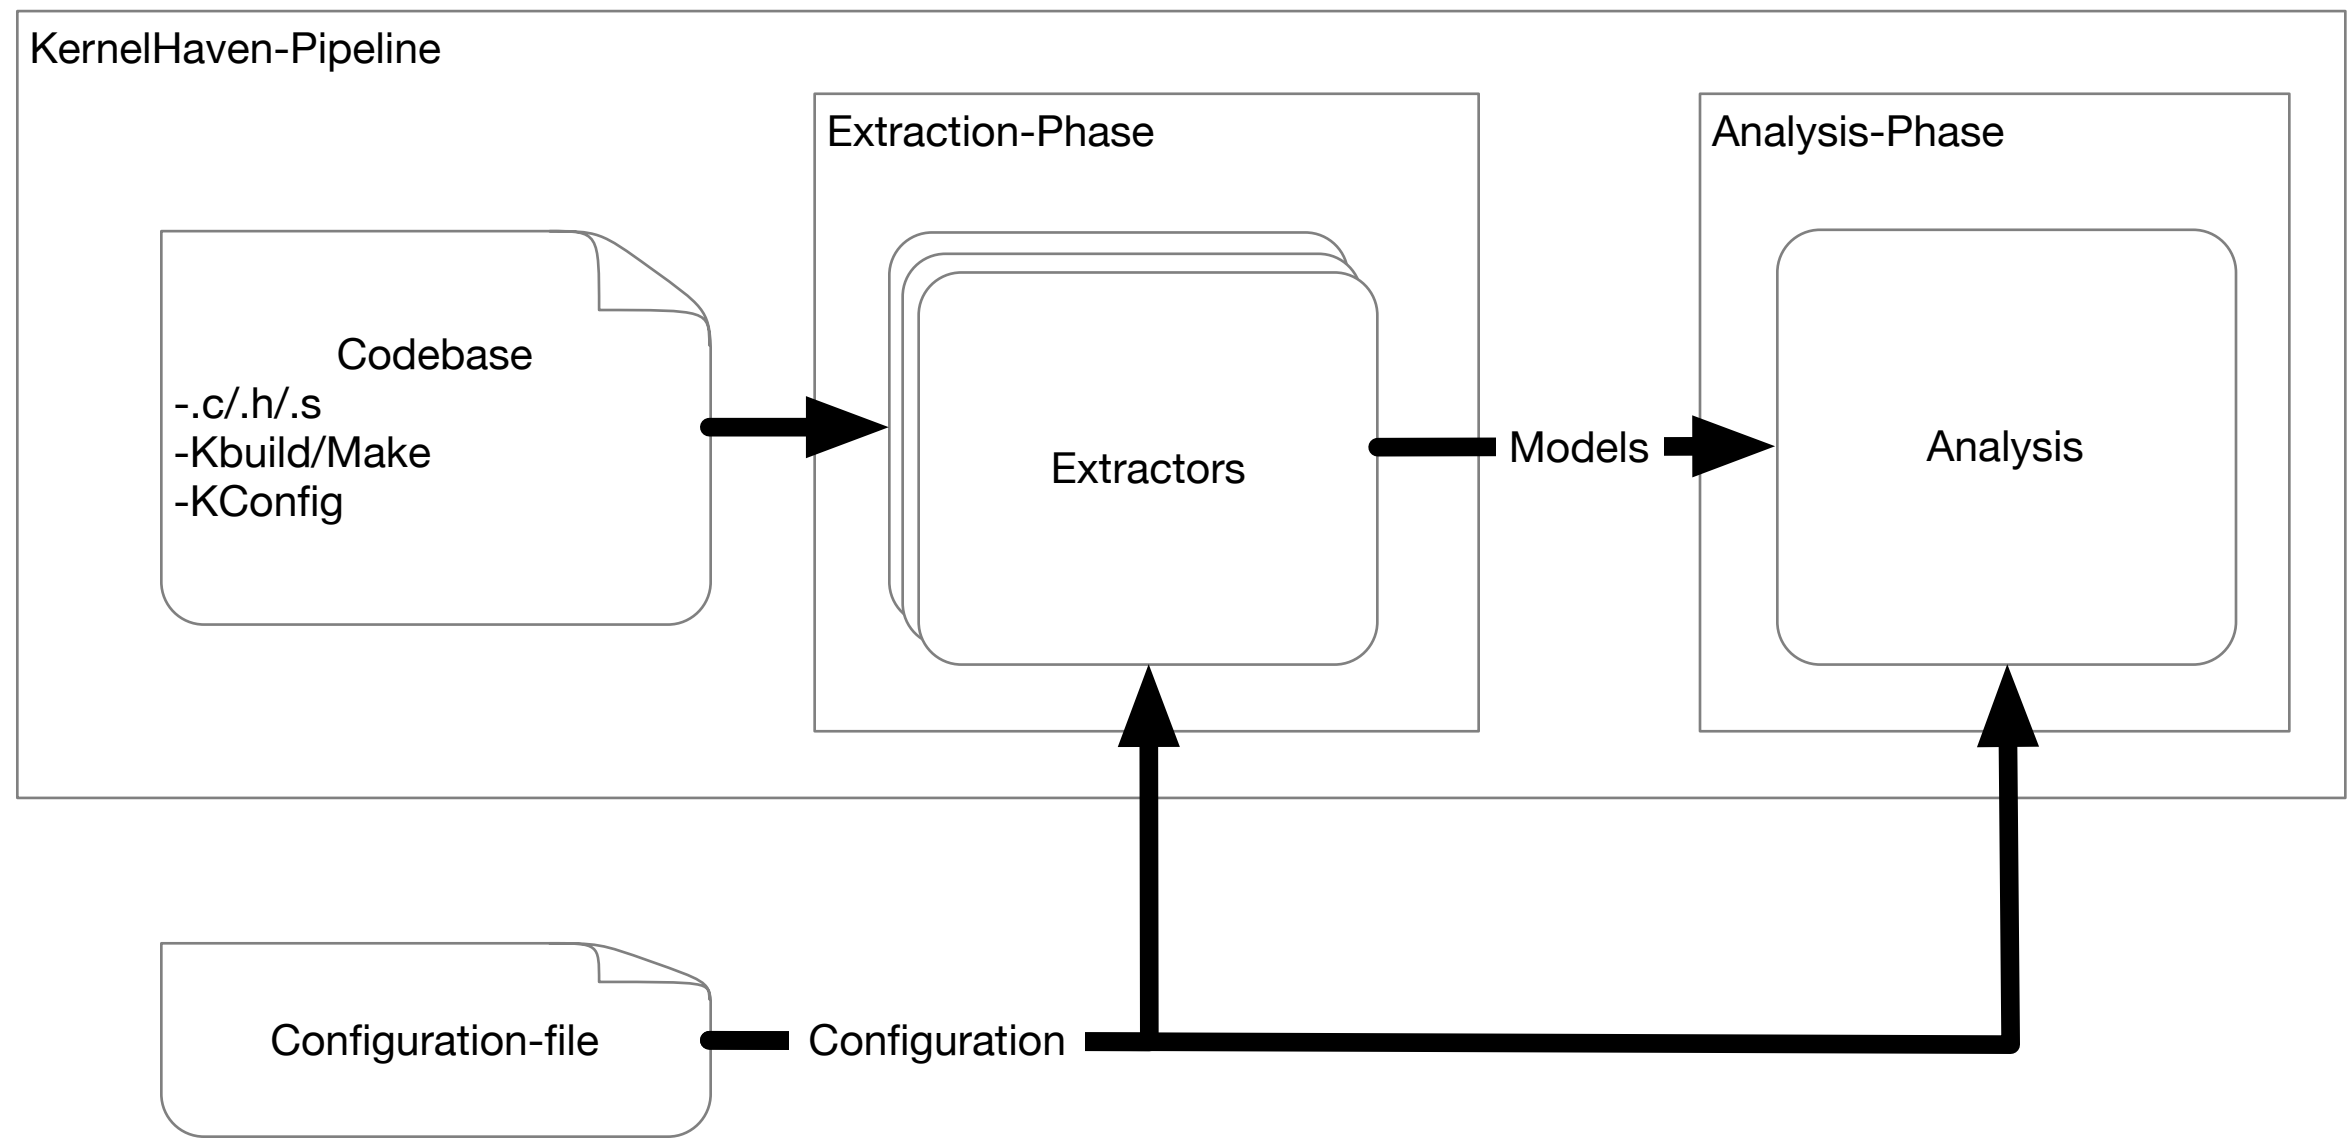 KernelHaven-Pipeline
Extraction-Phase
Analysis-Phase
Codebase
-.c/.h/.s
-Kbuild/Make
-KConfig
Extractors
Models
Analysis
Configuration-file
Configuration